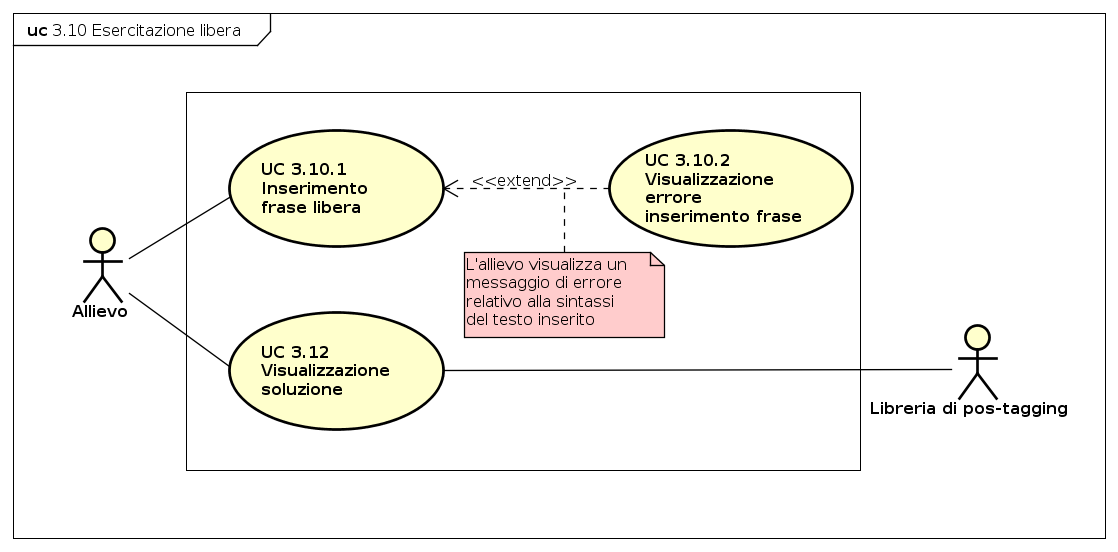 uc 3.10 Esercitazione libera
UC 3.10.1
Inserimento
frase libera
<<extend>>
UC 3.10.2
Visualizzazione
errore
inserimento frase
L'allievo visualizza un
messaggio di errore
relativo alla sintassi
del testo inserito
Allievo
UC 3.12
Visualizzazione
soluzione
Libreria di pos-tagging